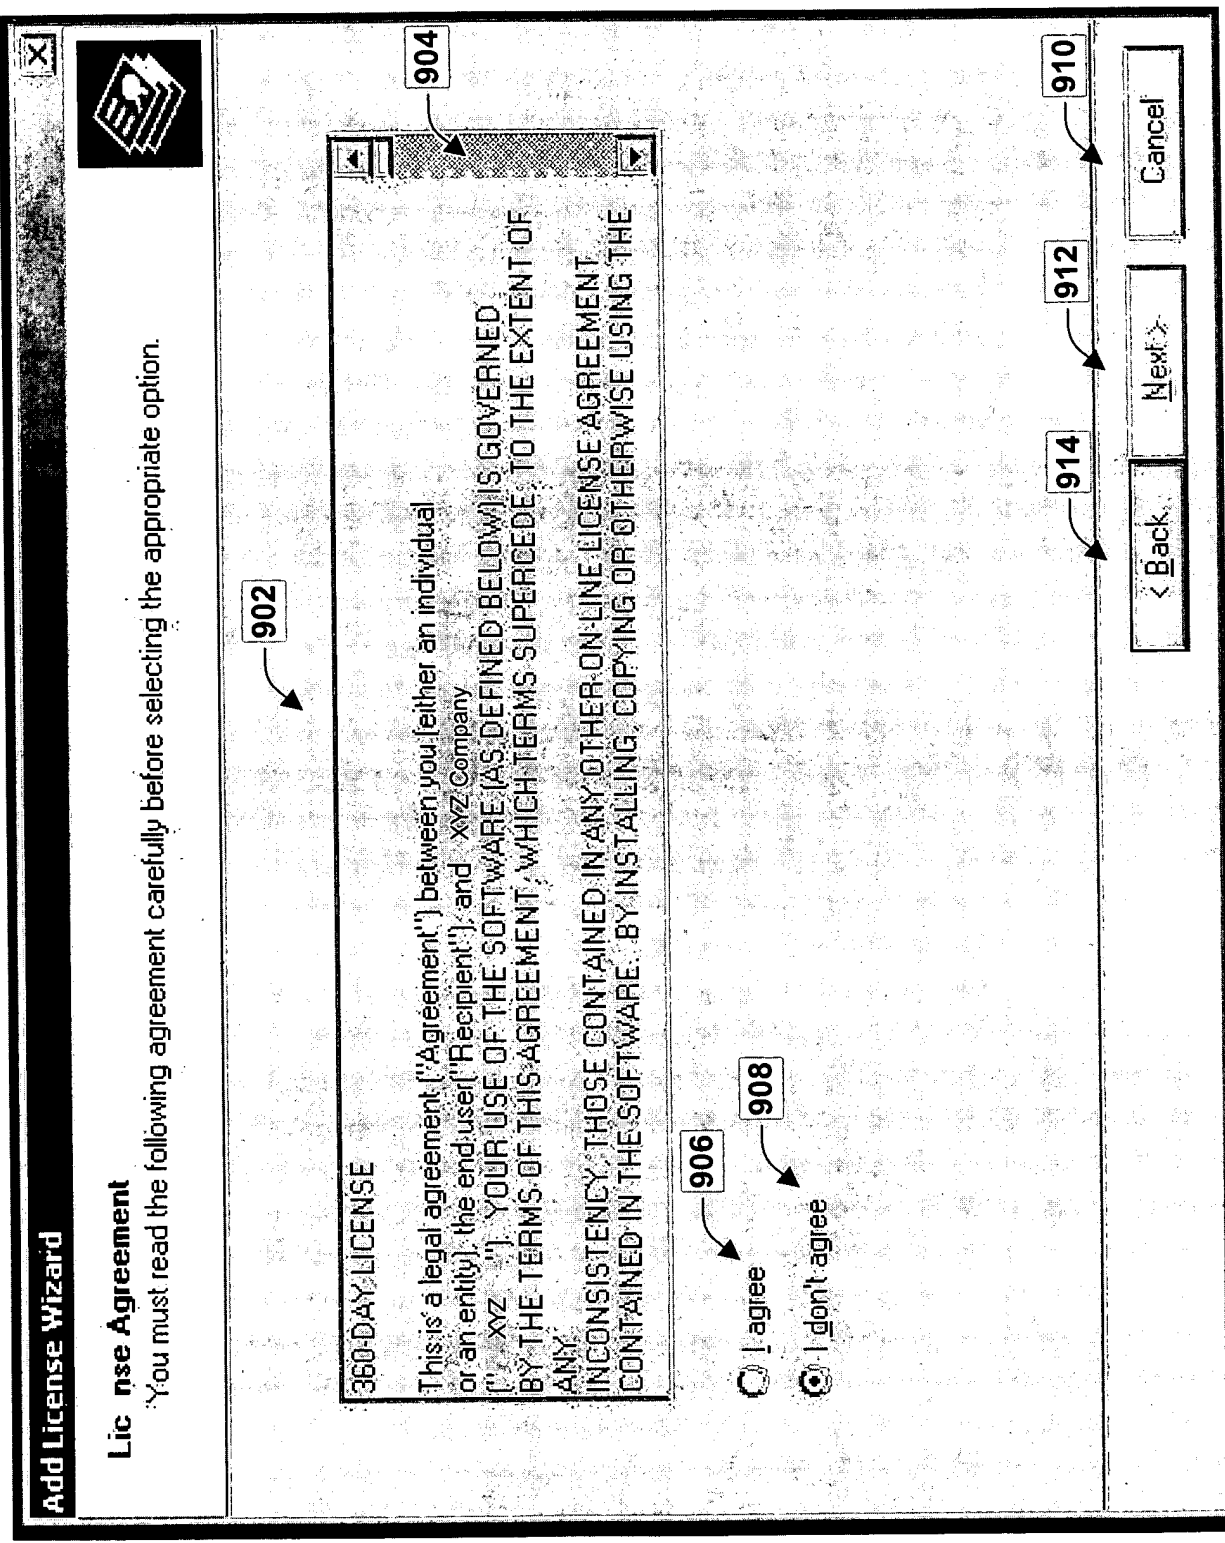 Add License Wizard
Lic nse Agreement
You must read the following agreement carefully before selecting the appropriate option.
902
904
360-DAY LICENSE
This is a legal agreement ("Agreement") between you (either an individual
or an entity), the end user("Recipient"), and XYZ Company
(" XYZ "). YOUR USE OF THE SOFTWARE (AS DEFINED BELOW) IS GOVERNED
BY THE TERMS OF THIS AGREEMENT, WHICH TERMS SUPERCEDE, TO THE EXTENT OF
ANY
INCONSISTENCY, THOSE CONTAINED IN ANY OTHER ON-LINE LICENSE AGREEMENT
CONTAINED IN THE SOFTWARE. BY INSTALLING, COPYING OR OTHERWISE USING THE
906
I agree
908
I don't agree
914
912
910
< Back
Next >
Cancel